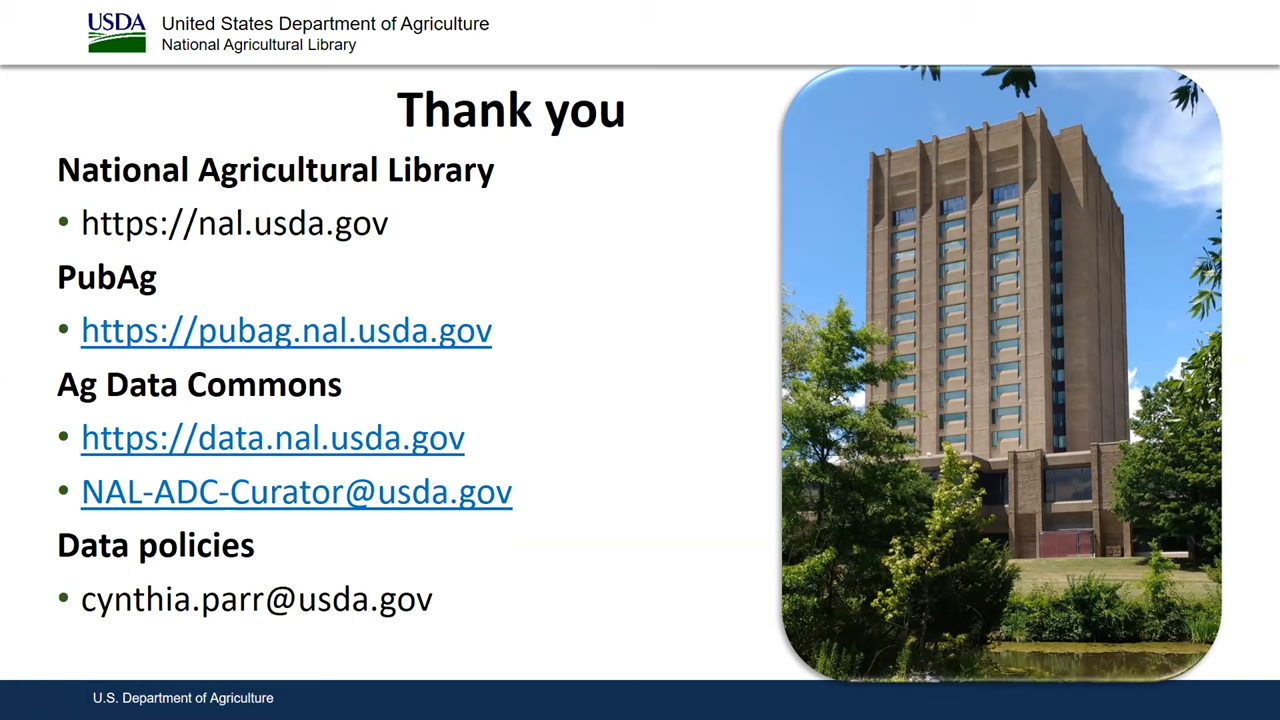 USDA
United States Department of Agriculture
National Agricultural Library
Thank you
National Agricultural Library
• https://nal.usda.gov
PubAg
• https://pubag.nal.usda.gov
Ag Data Commons
• https://data.nal.usda.gov
• NAL-ADC-Curator@usda.gov
Data policies
• cynthia.parr@usda.gov
U.S. Department of Agriculture